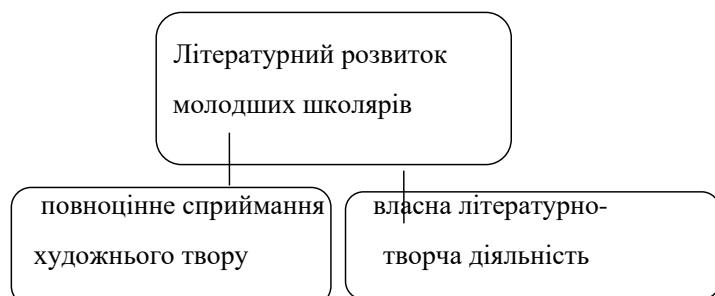 Літературний розвиток
молодших школярів
повноцінне сприймання
художнього твору
власна літературно-
творча діяльність